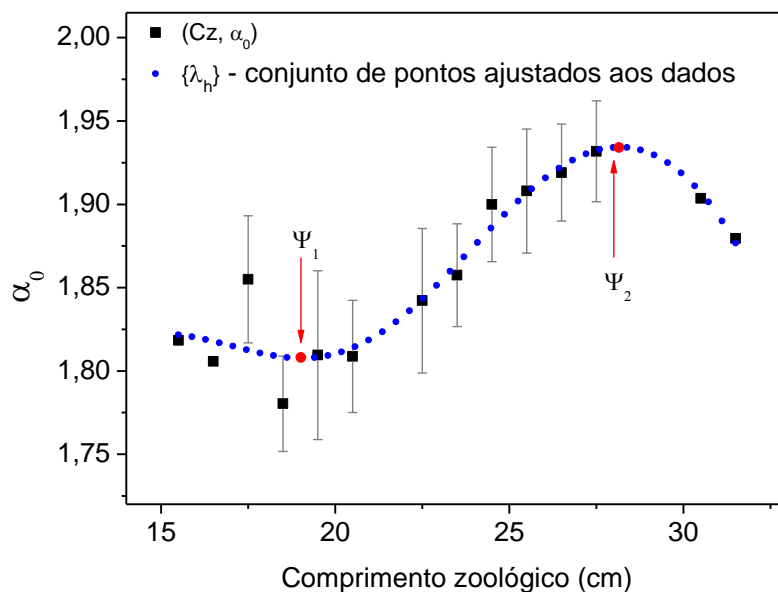 2,00
(Cz, α₀)
{λₕ} - conjunto de pontos ajustados aos dados
1,95
1,90
Ψ₁
1,85
Ψ₂
α₀
1,80
1,75
15 20 25 30
Comprimento zoológico (cm)